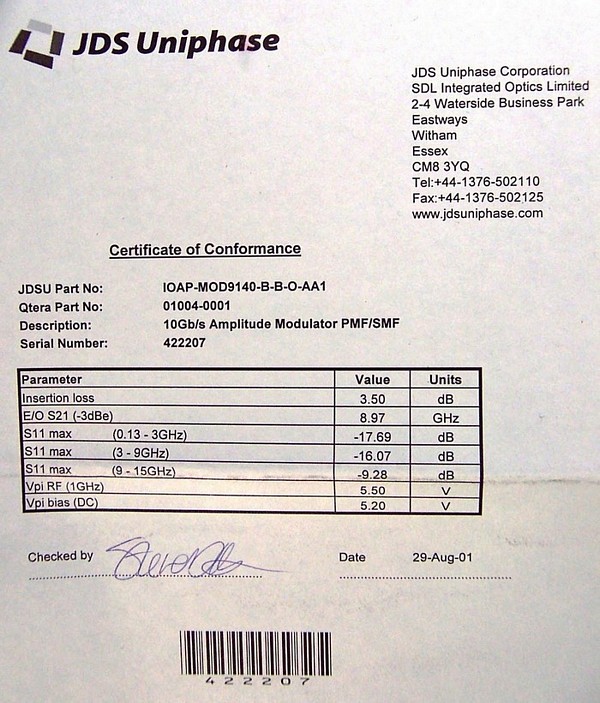 JDS Uniphase
JDS Uniphase Corporation
SDL Integrated Optics Limited
2-4 Waterside Business Park
Eastways
Witham
Essex
CM8 3YQ
Tel:+44-1376-502110
Fax:+44-1376-502125
www.jdsuniphase.com
Certificate of Conformance
JDSU Part No: IOAP-MOD9140-B-B-O-AA1
Qtera Part No: 01004-0001
Description: 10Gb/s Amplitude Modulator PMF/SMF
Serial Number: 422207
Parameter Value Units
Insertion loss 3.50 dB
E/O S21 (-3dBe) 8.97 GHz
S11 max (0.13 - 3GHz) -17.69 dB
S11 max (3 - 9GHz) -16.07 dB
S11 max (9 - 15GHz) -9.28 dB
Vpi RF (1GHz) 5.50 V
Vpi bias (DC) 5.20 V
Checked by Date 29-Aug-01
422207